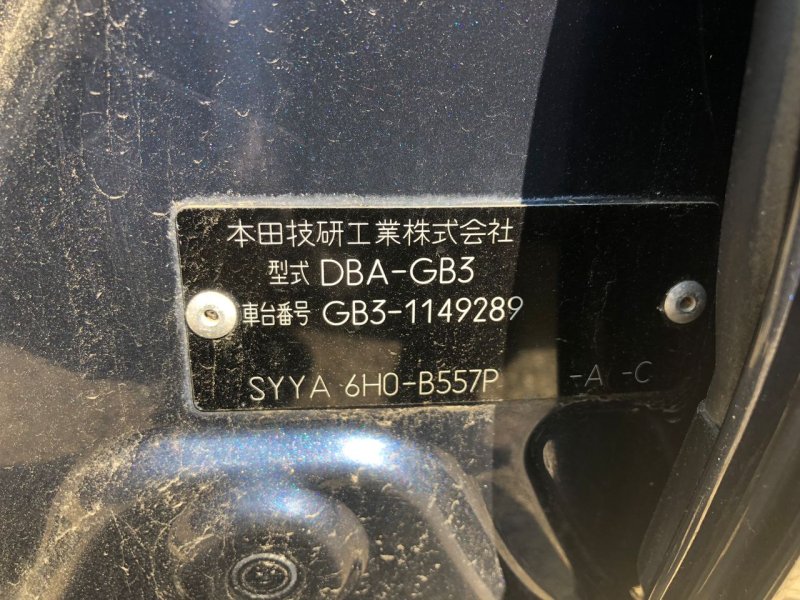 本田技研工業株式会社
型式 DBA-GB3
車台番号 GB3-1149289
SYYA 6H0-B557P -A -C